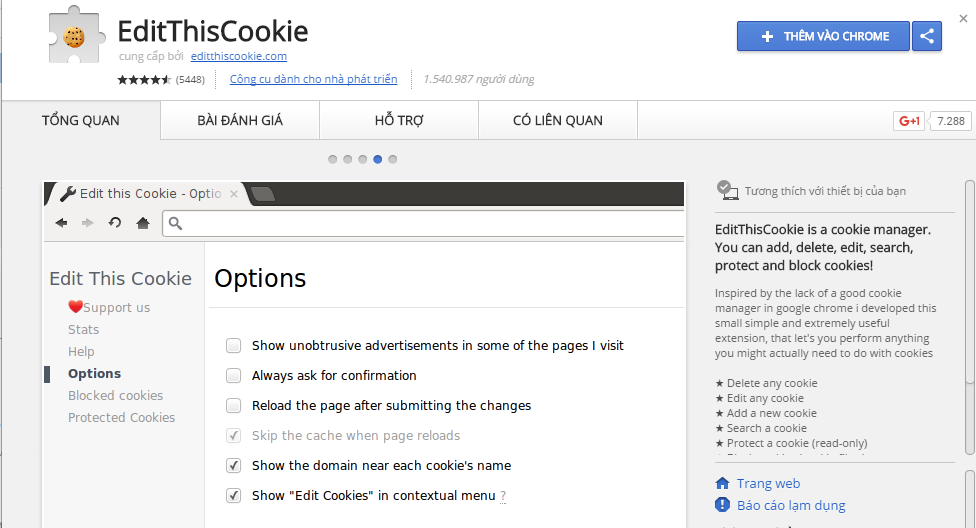 EditThisCookie
cung cấp bởi editthiscookie.com
(5448) Công cụ dành cho nhà phát triển 1.540.987 người dùng
THÊM VÀO CHROME
TỔNG QUAN
BÀI ĐÁNH GIÁ
HỖ TRỢ
CÓ LIÊN QUAN
G+1 7.288
Edit this Cookie - Optio
Edit This Cookie
Support us
Stats
Help
Options
Blocked cookies
Protected Cookies
Options
Show unobtrusive advertisements in some of the pages I visit
Always ask for confirmation
Reload the page after submitting the changes
Skip the cache when page reloads
Show the domain near each cookie's name
Show "Edit Cookies" in contextual menu ?
Tương thích với thiết bị của bạn
EditThisCookie is a cookie manager.
You can add, delete, edit, search,
protect and block cookies!
Inspired by the lack of a good cookie
manager in google chrome i developed this
small simple and extremely useful
extension, that let's you perform anything
you might actually need to do with cookies
★ Delete any cookie
★ Edit any cookie
★ Add a new cookie
★ Search a cookie
★ Protect a cookie (read-only)
Trang web
Báo cáo lạm dụng